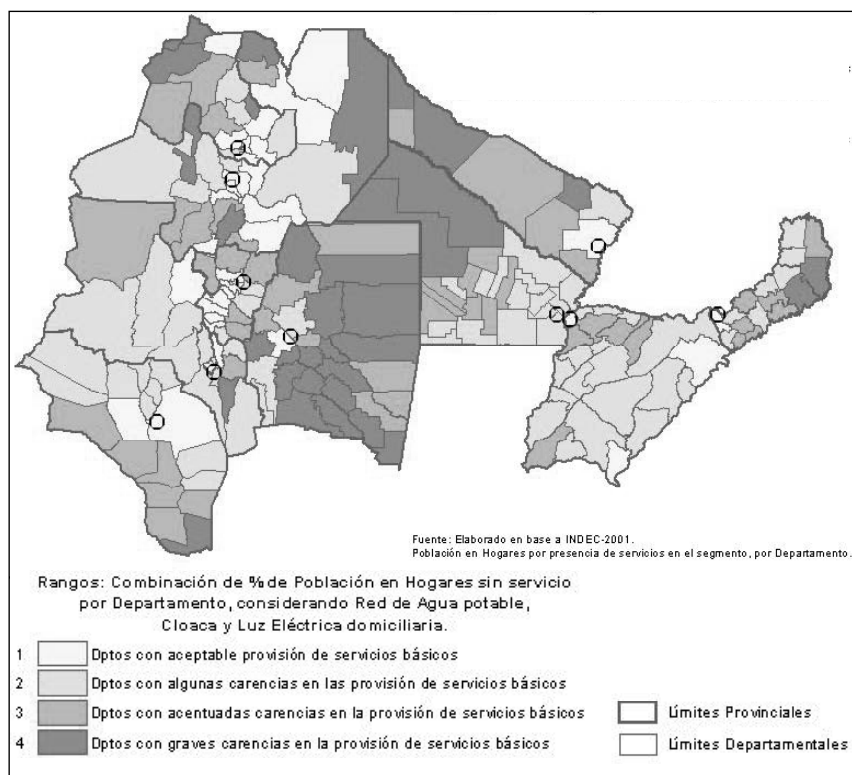 Fuente: Elaborado en base a INDEC-2001.
Población en Hogares por presencia de servicios en el segmento, por Departamento.
Rangos: Combinación de % de Población en Hogares sin servicio
por Departamento, considerando Red de Agua potable,
Cloaca y Luz Eléctrica domiciliaria.
1 Dptos con aceptable provisión de servicios básicos
2 Dptos con algunas carencias en las provisión de servicios básicos
3 Dptos con acentuadas carencias en la provisión de servicios básicos
4 Dptos con graves carencias en la provisión de servicios básicos
Límites Provinciales
Límites Departamentales